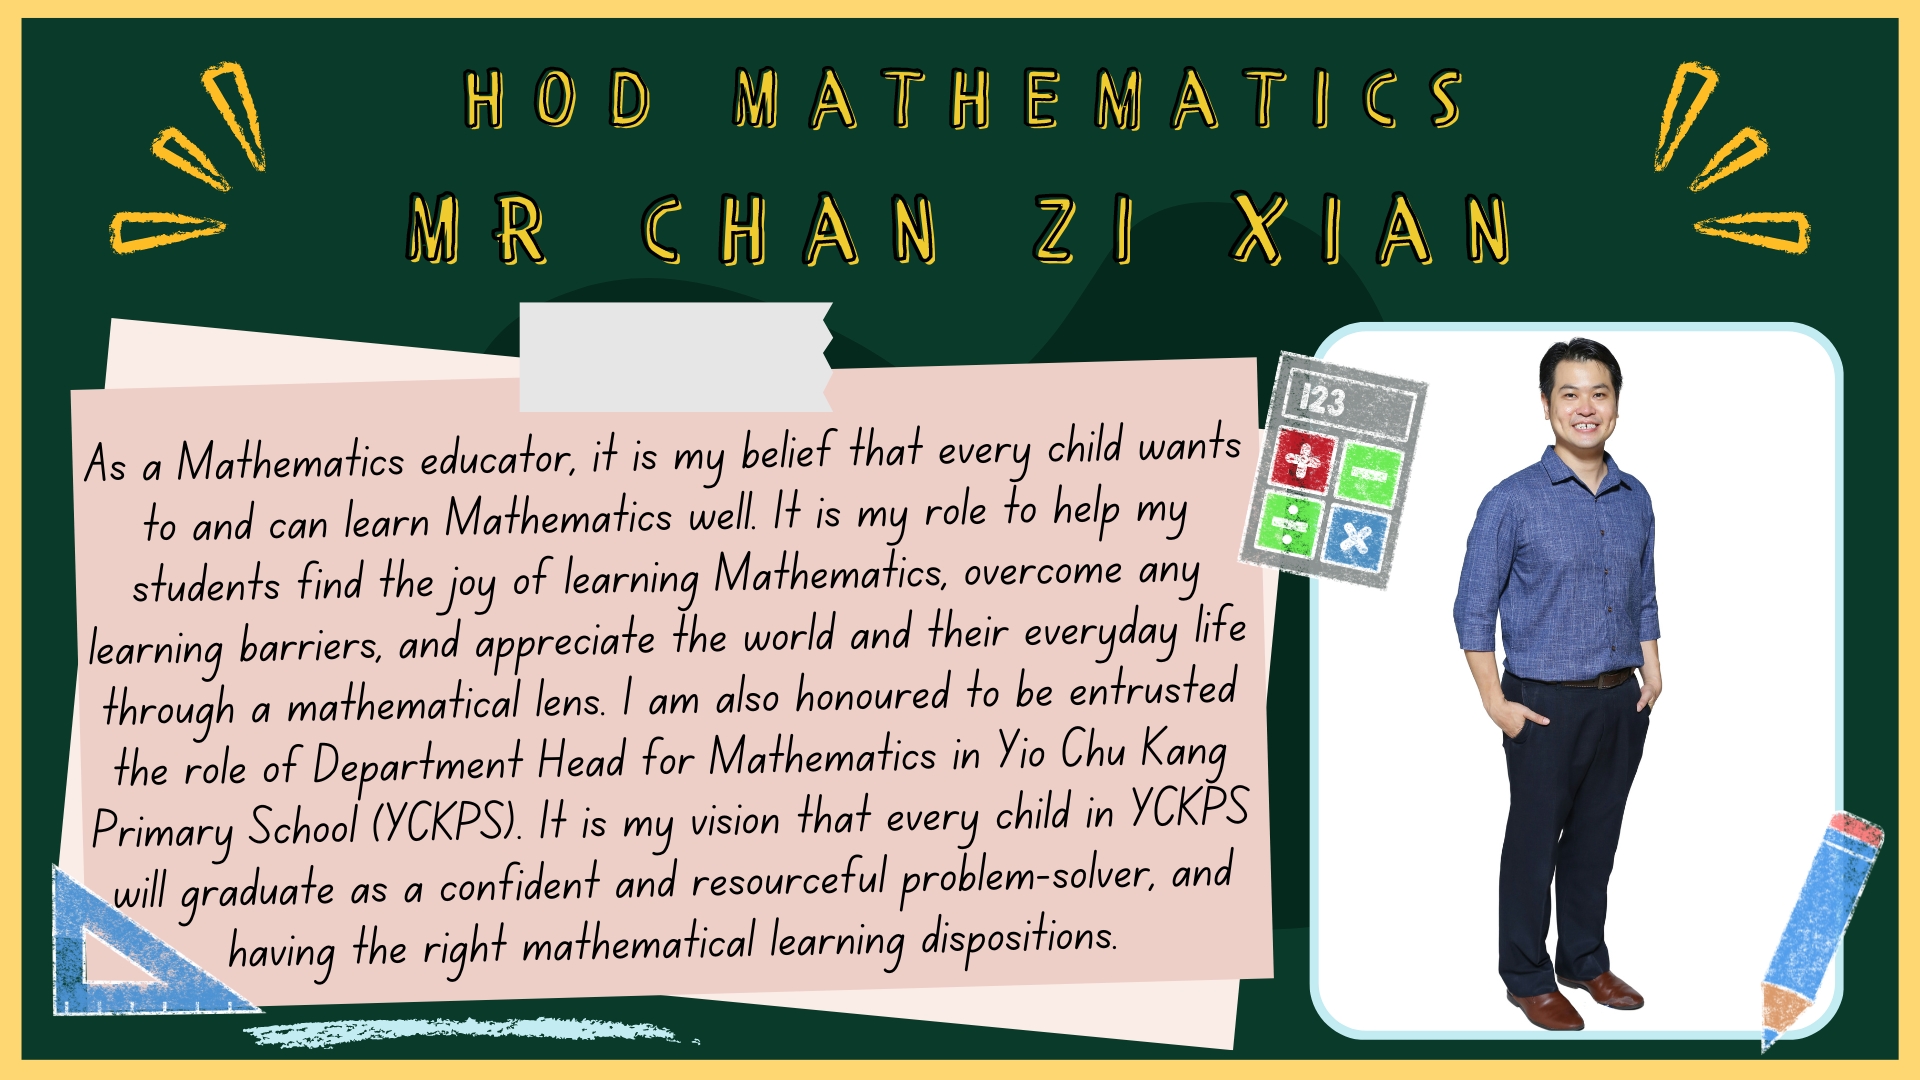 HOD MATHEMATICS
MR CHAN ZI XIAN
As a Mathematics educator, it is my belief that every child wants
to and can learn Mathematics well. It is my role to help my
students find the joy of learning Mathematics, overcome any
learning barriers, and appreciate the world and their everyday life
through a mathematical lens. I am also honoured to be entrusted
the role of Department Head for Mathematics in Yio Chu Kang
Primary School (YCKPS). It is my vision that every child in YCKPS
will graduate as a confident and resourceful problem-solver, and
having the right mathematical learning dispositions.
123
+ -
÷ ×